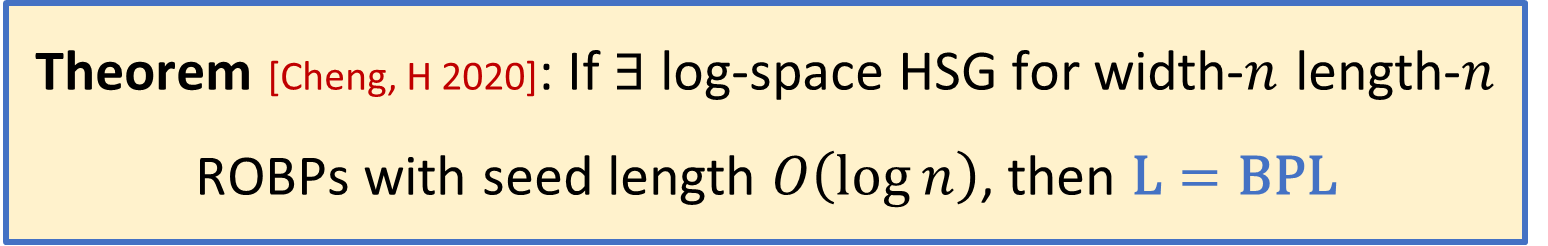 Theorem [Cheng, H 2020]: If ∃ log-space HSG for width-n length-n
ROBPs with seed length O(log n), then L = BPL